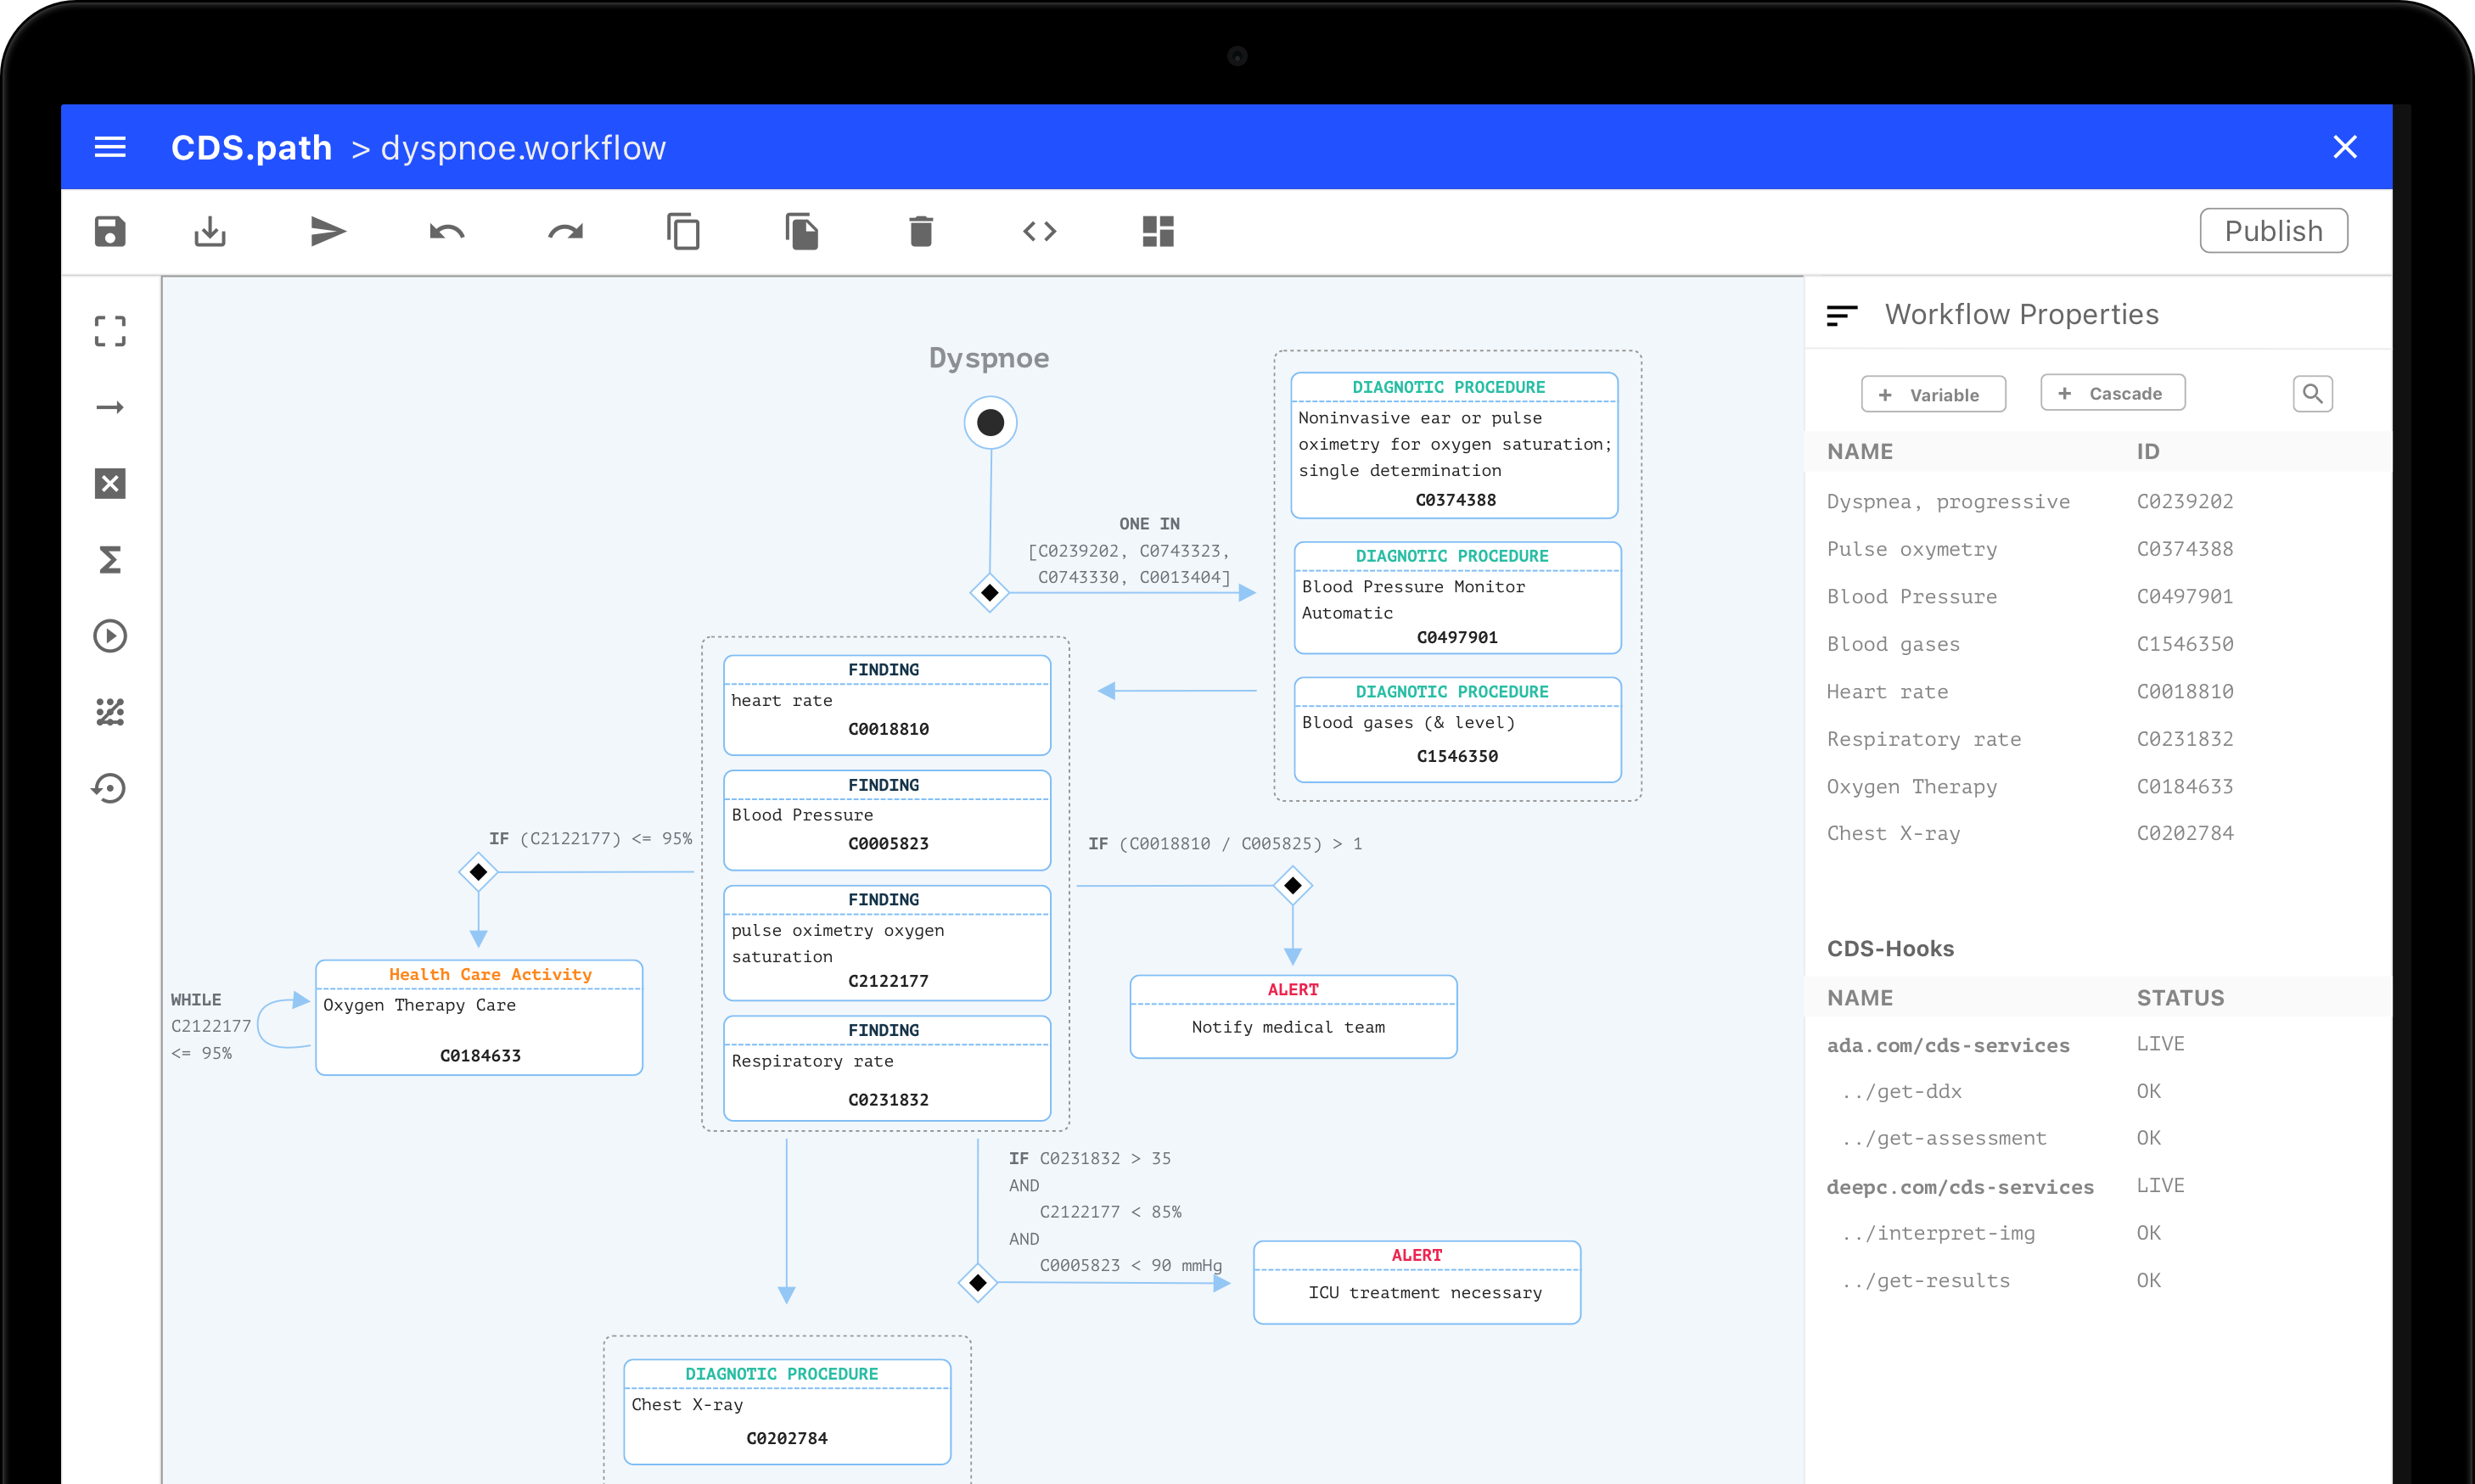 CDS.path > dyspnoe.workflow
Publish
Dyspnoe
ONE IN
[C0239202, C0743323,
C0743330, C0013404]
DIAGNOTIC PROCEDURE
Noninvasive ear or pulse
oximetry for oxygen saturation;
single determination
C0374388
DIAGNOTIC PROCEDURE
Blood Pressure Monitor
Automatic
C0497901
DIAGNOTIC PROCEDURE
Blood gases (& level)
C1546350
FINDING
heart rate
C0018810
FINDING
Blood Pressure
C0005823
FINDING
pulse oximetry oxygen
saturation
C2122177
FINDING
Respiratory rate
C0231832
IF (C2122177) <= 95%
Health Care Activity
Oxygen Therapy Care
C0184633
WHILE
C2122177
<= 95%
IF (C0018810 / C005825) > 1
ALERT
Notify medical team
IF C0231832 > 35
AND
C2122177 < 85%
AND
C0005823 < 90 mmHg
ALERT
ICU treatment necessary
DIAGNOTIC PROCEDURE
Chest X-ray
C0202784
Workflow Properties
+ Variable
+ Cascade
NAME ID
Dyspnea, progressive C0239202
Pulse oxymetry C0374388
Blood Pressure C0497901
Blood gases C1546350
Heart rate C0018810
Respiratory rate C0231832
Oxygen Therapy C0184633
Chest X-ray C0202784
CDS-Hooks
NAME STATUS
ada.com/cds-services LIVE
../get-ddx OK
../get-assessment OK
deepc.com/cds-services LIVE
../interpret-img OK
../get-results OK